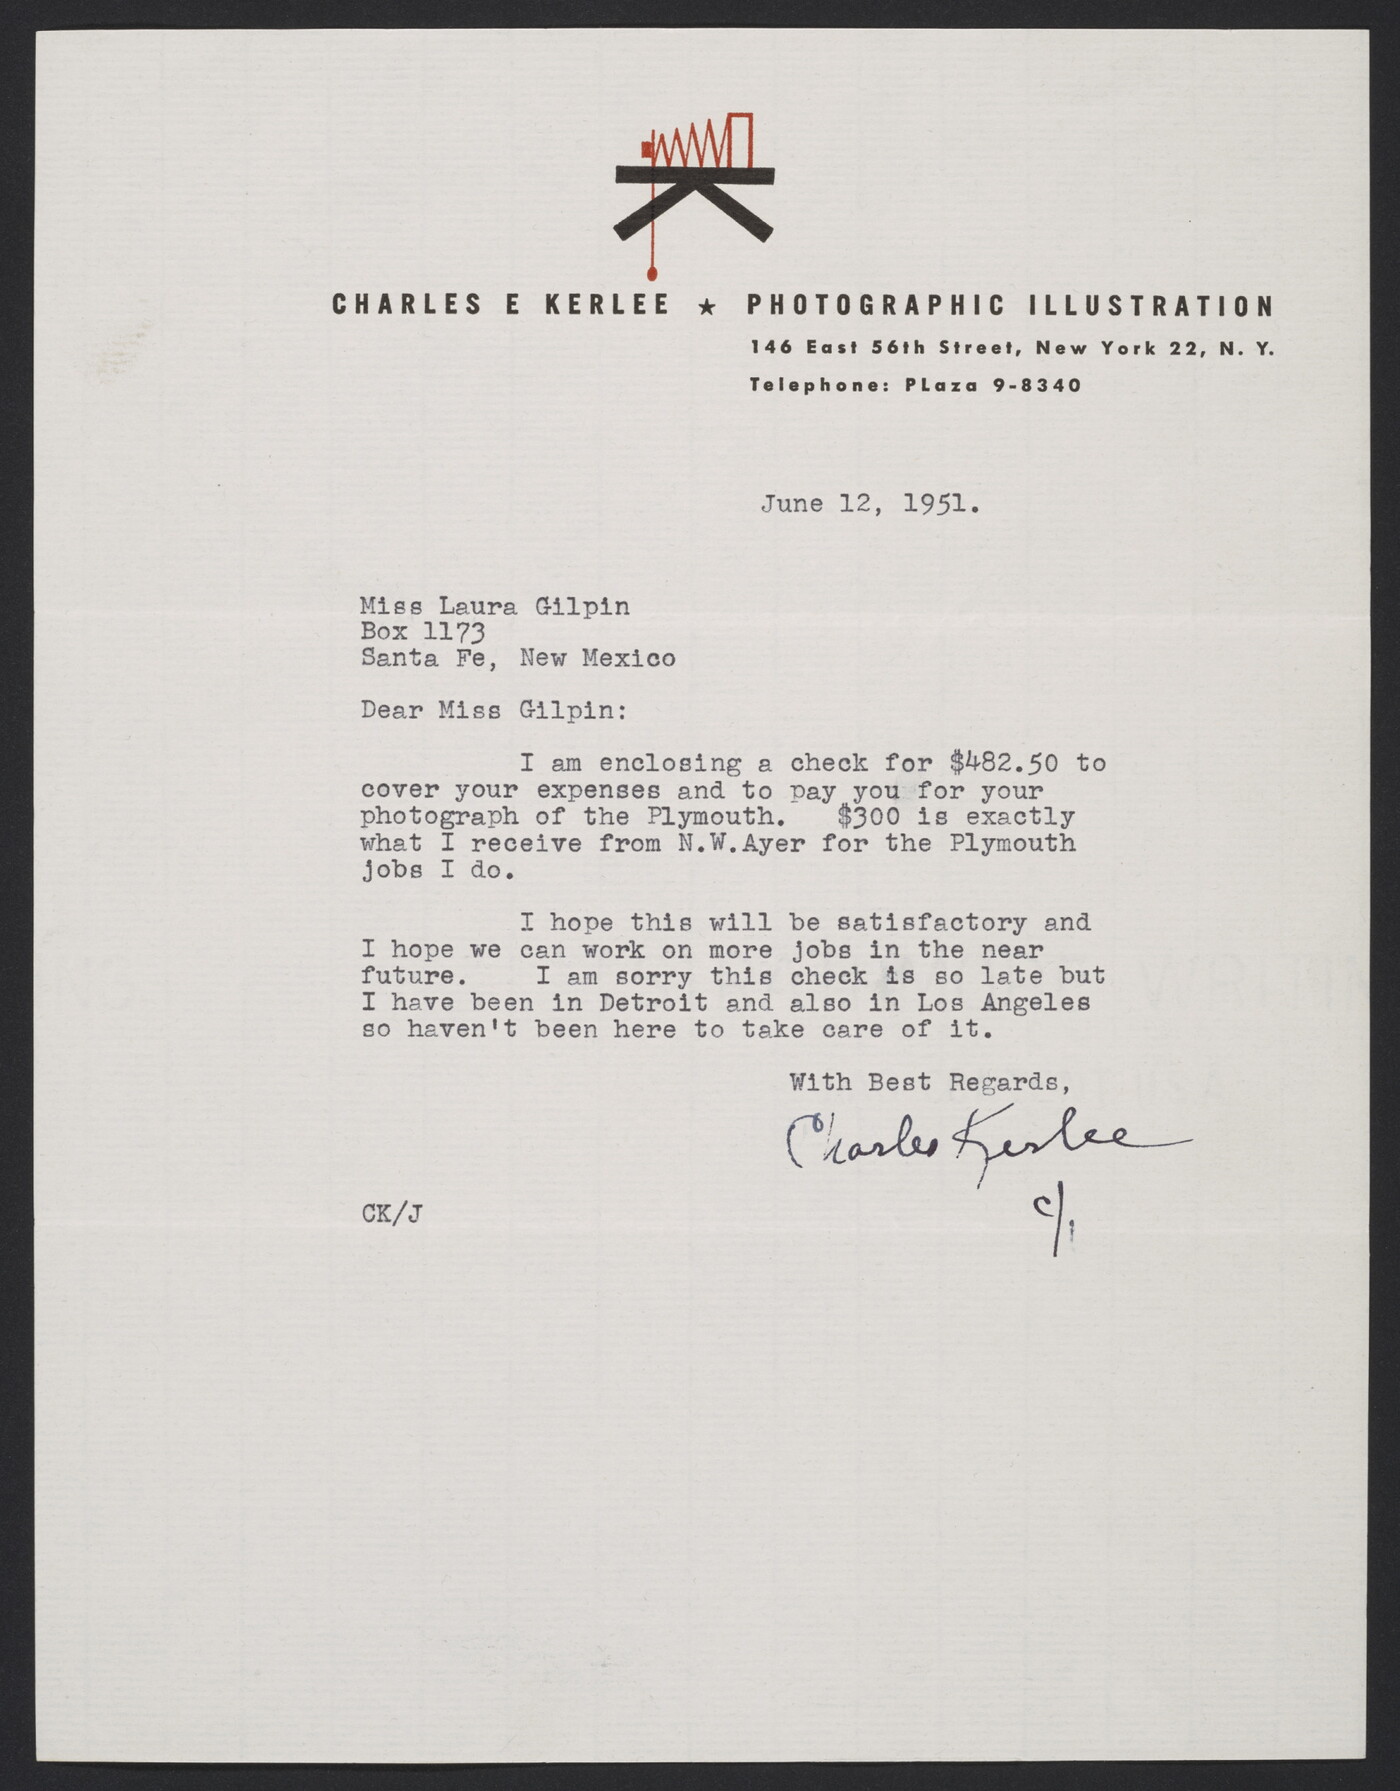 CHARLES E KERLEE ★ PHOTOGRAPHIC ILLUSTRATION
146 East 56th Street, New York 22, N. Y.
Telephone: PLaza 9-8340
June 12, 1951.
Miss Laura Gilpin
Box 1173
Santa Fe, New Mexico
Dear Miss Gilpin:
I am enclosing a check for $482.50 to
cover your expenses and to pay you for your
photograph of the Plymouth. $300 is exactly
what I receive from N.W.Ayer for the Plymouth
jobs I do.
I hope this will be satisfactory and
I hope we can work on more jobs in the near
future. I am sorry this check is so late but
I have been in Detroit and also in Los Angeles
so haven't been here to take care of it.
With Best Regards,
Charles Kerlee
CK/J